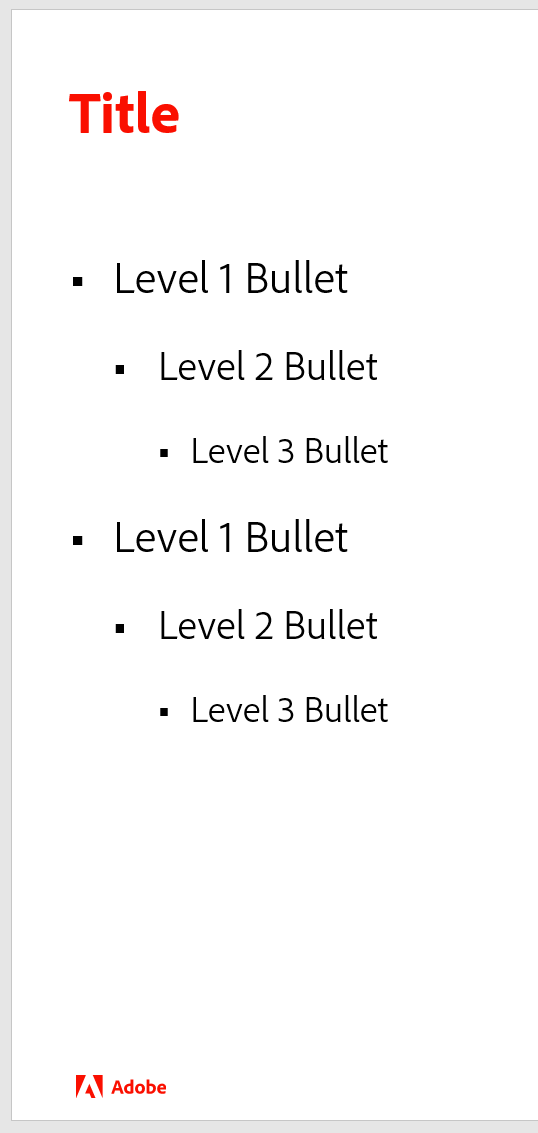 Title
▪ Level 1 Bullet
▪ Level 2 Bullet
▪ Level 3 Bullet
▪ Level 1 Bullet
▪ Level 2 Bullet
▪ Level 3 Bullet
Adobe